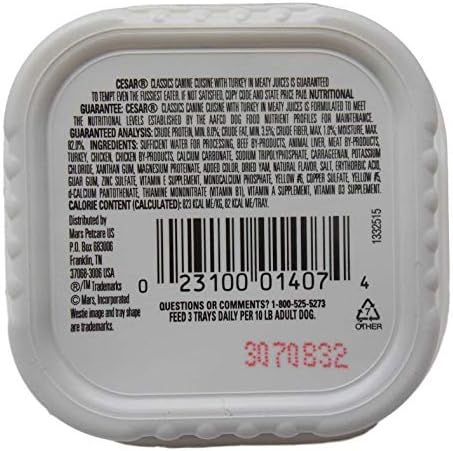 CESAR® CLASSICS CANINE CUISINE WITH TURKEY IN MEATY JUICES IS GUARANTEED
TO TEMPT EVEN THE FUSSIEST EATER. IF NOT SATISFIED, COPY CODE AND STATE PRICE PAID. NUTRITIONAL
GUARANTEE: CESAR® CLASSICS CANINE CUISINE WITH TURKEY IN MEATY JUICES IS FORMULATED TO MEET
THE NUTRITIONAL LEVELS ESTABLISHED BY THE AAFCO DOG FOOD NUTRIENT PROFILES FOR MAINTENANCE.
GUARANTEED ANALYSIS: CRUDE PROTEIN, MIN. 8.0%, CRUDE FAT, MIN. 3.5%, CRUDE FIBER, MAX. 1.0%, MOISTURE, MAX.
82.0%. INGREDIENTS: SUFFICIENT WATER FOR PROCESSING, BEEF BY-PRODUCTS, ANIMAL LIVER, MEAT BY-PRODUCTS,
TURKEY, CHICKEN, CHICKEN BY-PRODUCTS, CALCIUM CARBONATE, SODIUM TRIPOLYPHOSPHATE, CARRAGEENAN, POTASSIUM
CHLORIDE, XANTHAN GUM, MAGNESIUM PROTEINATE, ADDED COLOR, DRIED YAM, NATURAL FLAVOR, SALT, ERYTHORBIC ACID,
GUAR GUM, ZINC SULFATE, VITAMIN E SUPPLEMENT, MONOCALCIUM PHOSPHATE, YELLOW #6, COPPER SULFATE, YELLOW #5,
d-CALCIUM PANTOTHENATE, THIAMINE MONONITRATE (VITAMIN B1), VITAMIN A SUPPLEMENT, VITAMIN D3 SUPPLEMENT.
CALORIE CONTENT (CALCULATED): 823 KCAL ME/KG, 82 KCAL ME/TRAY.
Distributed by
Mars Petcare US
P.O. Box 683006
Franklin, TN
37068-3006 USA
®/TM Trademarks
© Mars, Incorporated
Westie image and tray shape
are trademarks.
0 23100 01407 4
1332515
QUESTIONS OR COMMENTS? 1-800-525-5273
FEED 3 TRAYS DAILY PER 10 LB ADULT DOG.
7
OTHER
3070832